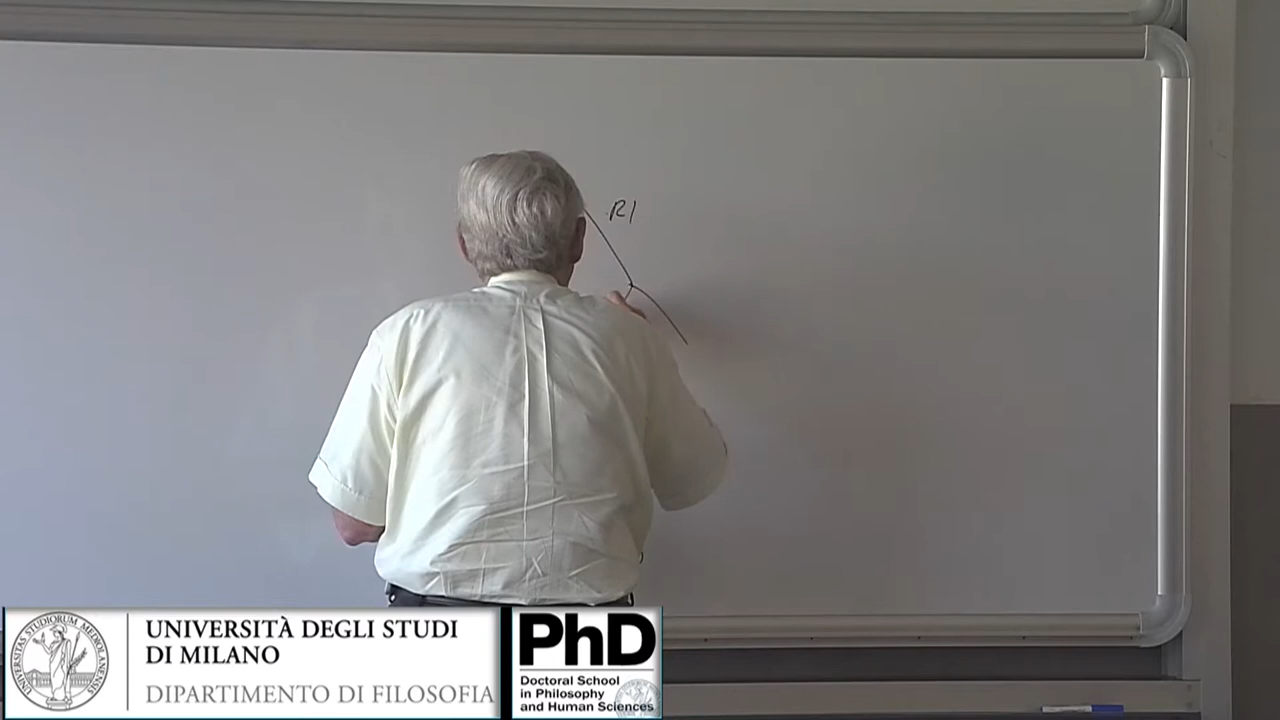 R1
UNIVERSITÀ DEGLI STUDI
DI MILANO
DIPARTIMENTO DI FILOSOFIA
PhD
Doctoral School
in Philosophy
and Human Sciences